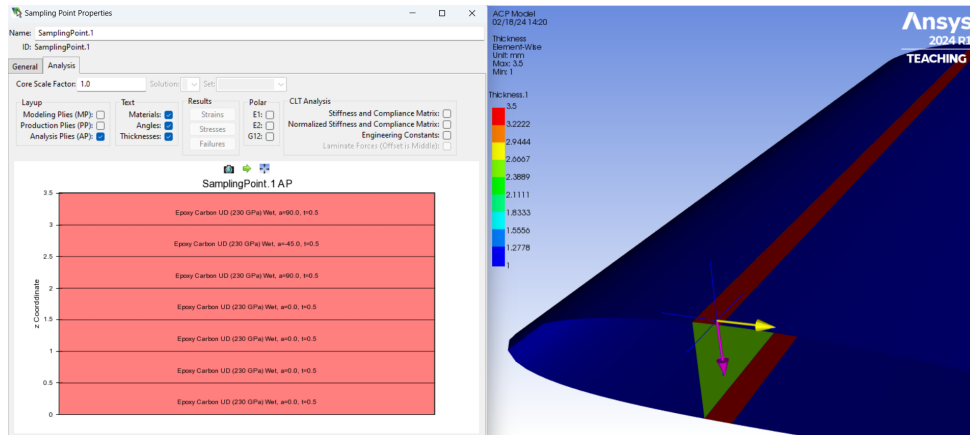 Sampling Point Properties
Name: SamplingPoint.1
ID: SamplingPoint.1
General Analysis
Core Scale Factor: 1.0 Solution: Set:
Layup
Modeling Plies (MP):
Production Plies (PP):
Analysis Plies (AP):
Text
Materials:
Angles:
Thicknesses:
Results
Strains
Stresses
Failures
Polar
E1:
E2:
G12:
CLT Analysis
Stiffness and Compliance Matrix:
Normalized Stiffness and Compliance Matrix:
Engineering Constants:
Laminate Forces (Offset is Middle):
SamplingPoint.1 AP
z Coorddinate
3.5
3
2.5
2
1.5
1
0.5
0
Epoxy Carbon UD (230 GPa) Wet, a=90.0, t=0.5
Epoxy Carbon UD (230 GPa) Wet, a=-45.0, t=0.5
Epoxy Carbon UD (230 GPa) Wet, a=90.0, t=0.5
Epoxy Carbon UD (230 GPa) Wet, a=0.0, t=0.5
Epoxy Carbon UD (230 GPa) Wet, a=0.0, t=0.5
Epoxy Carbon UD (230 GPa) Wet, a=0.0, t=0.5
Epoxy Carbon UD (230 GPa) Wet, a=0.0, t=0.5
ACP Model
02/18/24 14:20
Thickness
Element-Wise
Unit: mm
Max: 3.5
Min: 1
Thickness.1
3.5
3.2222
2.9444
2.6667
2.3889
2.1111
1.8333
1.5556
1.2778
1
Ansys
2024 R1
TEACHING